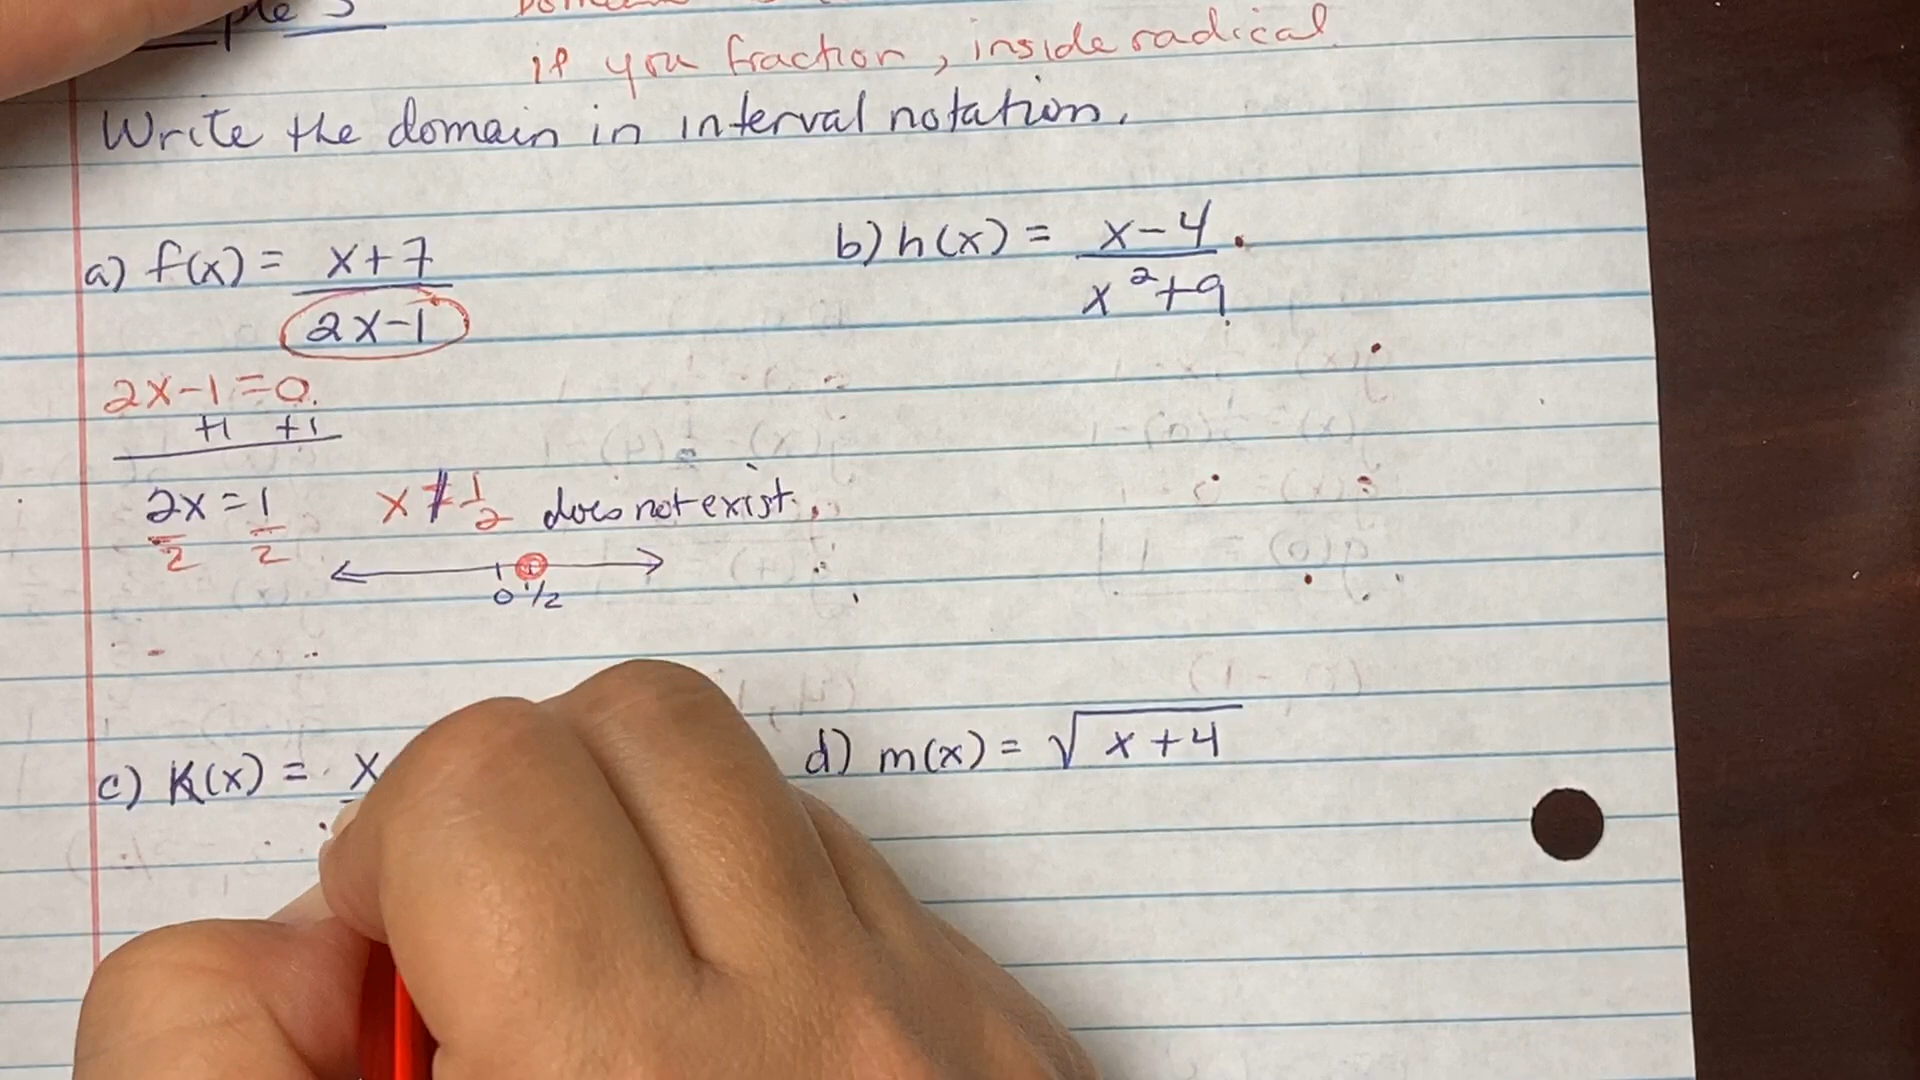 if you fraction, inside radical
Write the domain in interval notation.
a) f(x) = x+7
2x-1
b) h(x) = x-4
x²+9
2x-1=0
+1 +1
2x=1
2 2
x≠1/2 does not exist.
0 1/2
c) K(x) = x
d) m(x) = √x+4